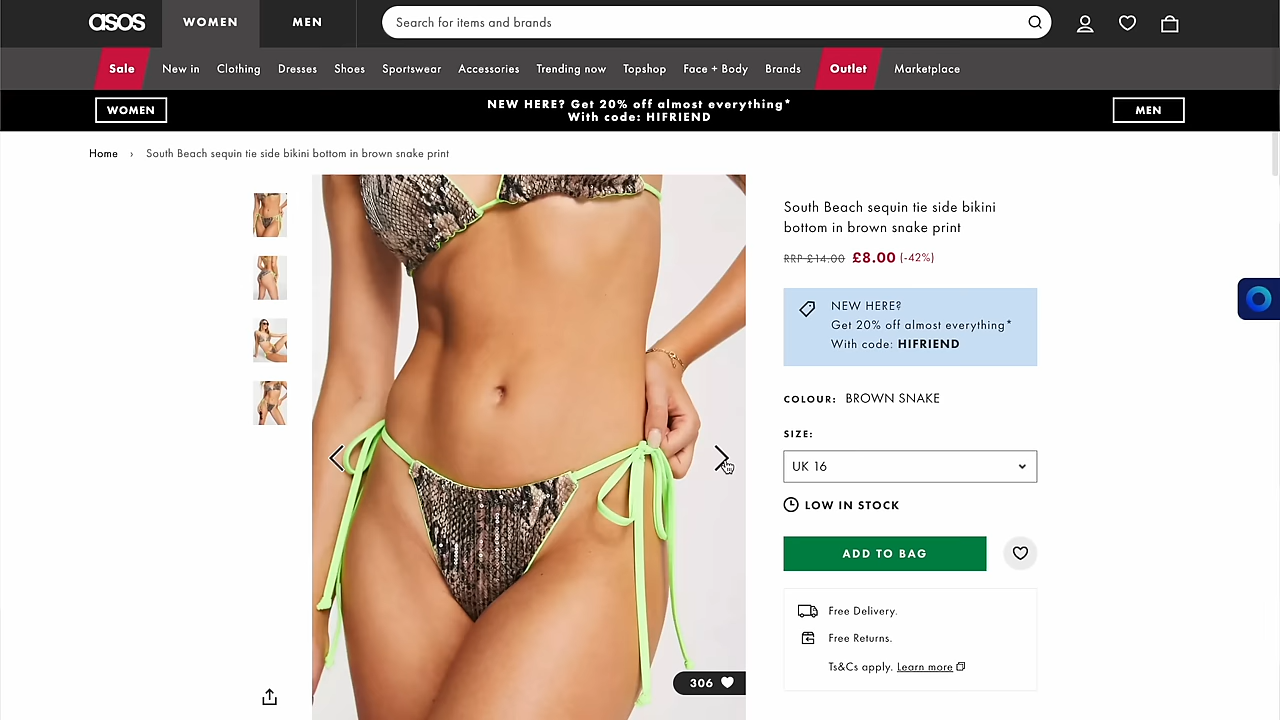 asos
WOMEN
MEN
Search for items and brands
Sale
New in
Clothing
Dresses
Shoes
Sportswear
Accessories
Trending now
Topshop
Face + Body
Brands
Outlet
Marketplace
WOMEN
NEW HERE? Get 20% off almost everything*
With code: HIFRIEND
MEN
Home › South Beach sequin tie side bikini bottom in brown snake print
South Beach sequin tie side bikini
bottom in brown snake print
RRP £14.00 £8.00 (-42%)
NEW HERE?
Get 20% off almost everything*
With code: HIFRIEND
COLOUR: BROWN SNAKE
SIZE:
UK 16
LOW IN STOCK
ADD TO BAG
Free Delivery.
Free Returns.
Ts&Cs apply. Learn more
306